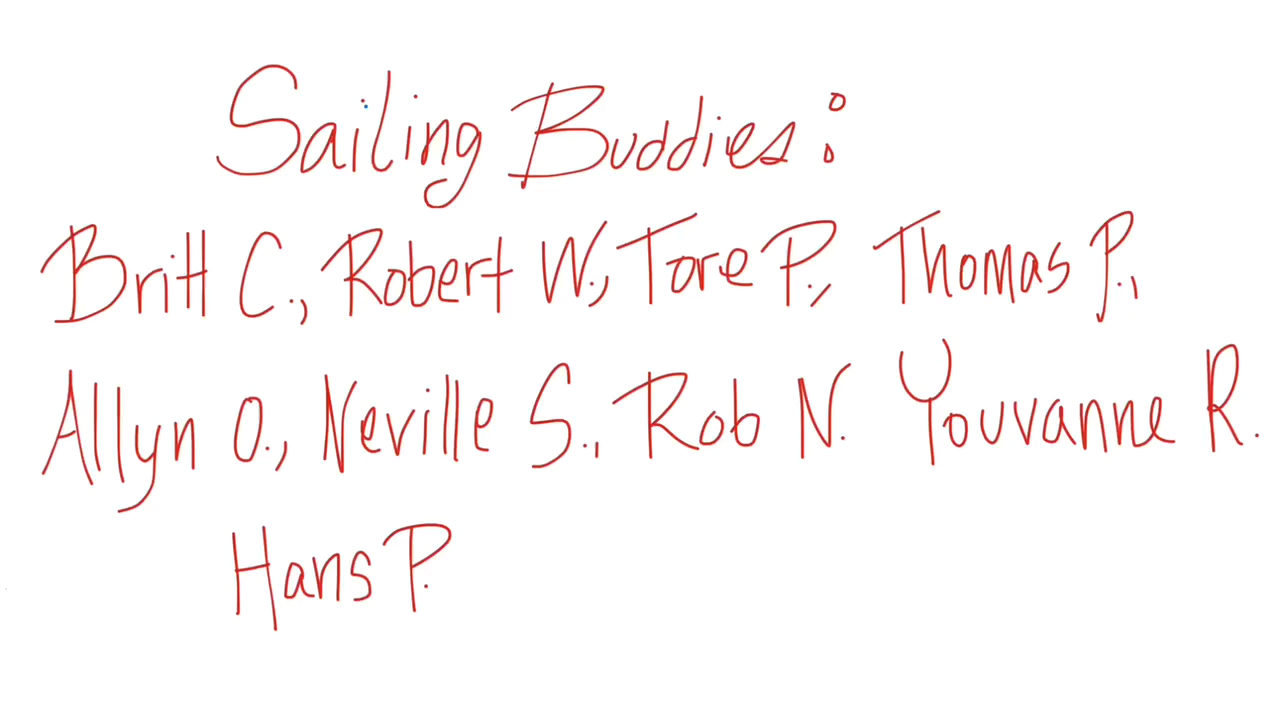 Sailing Buddies:
Britt C., Robert W., Tore P., Thomas P.,
Allyn O., Neville S., Rob N. Youvanne R.
Hans P.